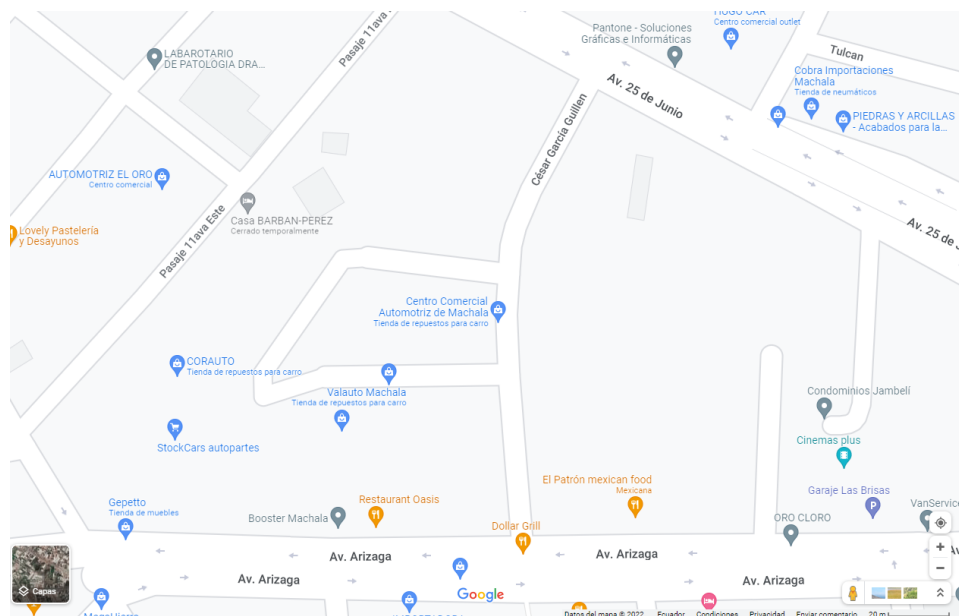 HUGO CAR
Centro comercial outlet
Pantone - Soluciones
Gráficas e Informáticas
Tulcan
LABAROTARIO
DE PATOLOGIA DRA...
Pasaje 11ava
Av. 25 de Junio
Cobra Importaciones
Machala
Tienda de neumáticos
PIEDRAS Y ARCILLAS
- Acabados para la...
César García Guillen
AUTOMOTRIZ EL ORO
Centro comercial
Casa BARBAN-PEREZ
Cerrado temporalmente
Lovely Pastelería
y Desayunos
Pasaje 11ava Este
Av. 25 de J
Centro Comercial
Automotriz de Machala
Tienda de repuestos para carro
CORAUTO
Tienda de repuestos para carro
Valauto Machala
Tienda de repuestos para carro
Condominios Jambelí
StockCars autopartes
Cinemas plus
El Patrón mexican food
Mexicana
Garaje Las Brisas
P
Gepetto
Tienda de muebles
Restaurant Oasis
Booster Machala
ORO CLORO
VanService
Dollar Grill
Av. Arizaga
Av. Arizaga
Av.
Av. Arizaga
Av. Arizaga
Capas
Google
Datos del mapa © 2022
Ecuador
Condiciones
Privacidad
Enviar comentario
20 m